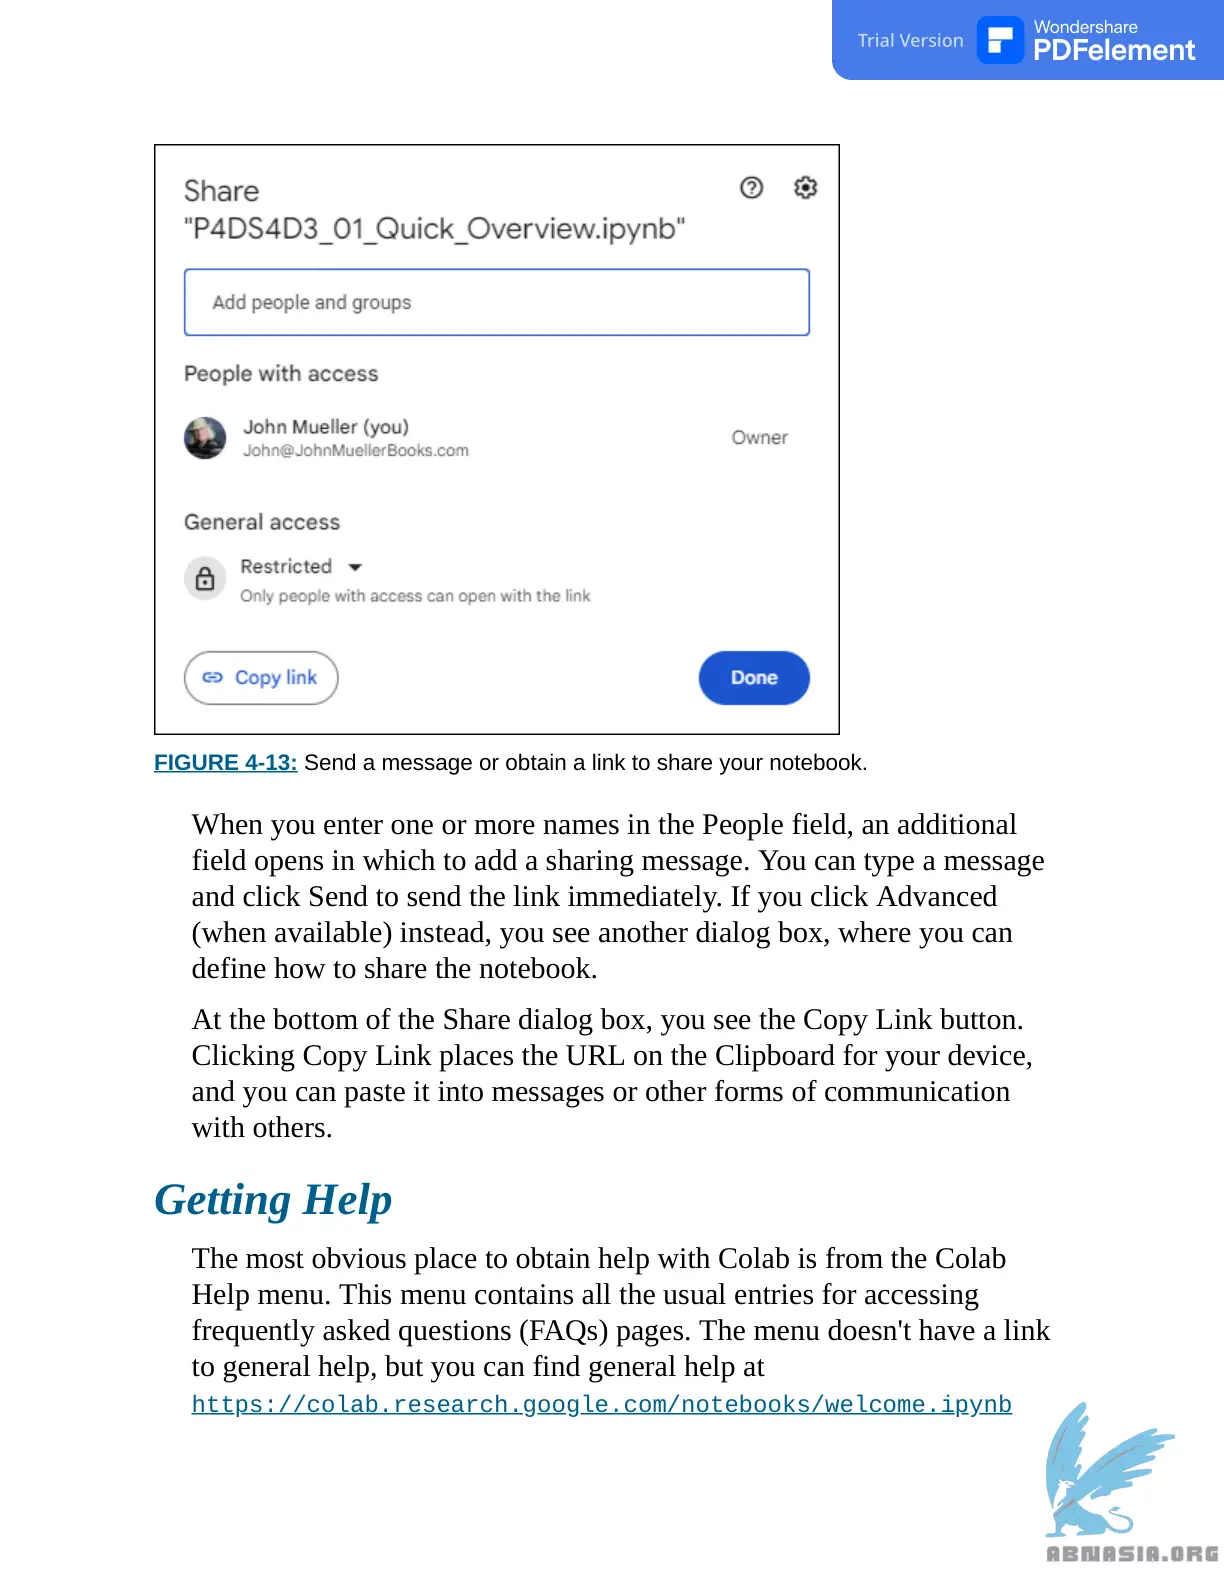 Trial Version
Wondershare
PDFelement
Share
"P4DS4D3_01_Quick_Overview.ipynb"
Add people and groups
People with access
John Mueller (you)
John@JohnMuellerBooks.com
Owner
General access
Restricted
Only people with access can open with the link
Copy link
Done
FIGURE 4-13: Send a message or obtain a link to share your notebook.
When you enter one or more names in the People field, an additional
field opens in which to add a sharing message. You can type a message
and click Send to send the link immediately. If you click Advanced
(when available) instead, you see another dialog box, where you can
define how to share the notebook.
At the bottom of the Share dialog box, you see the Copy Link button.
Clicking Copy Link places the URL on the Clipboard for your device,
and you can paste it into messages or other forms of communication
with others.
Getting Help
The most obvious place to obtain help with Colab is from the Colab
Help menu. This menu contains all the usual entries for accessing
frequently asked questions (FAQs) pages. The menu doesn't have a link
to general help, but you can find general help at
https://colab.research.google.com/notebooks/welcome.ipynb
ABNASIA.ORG